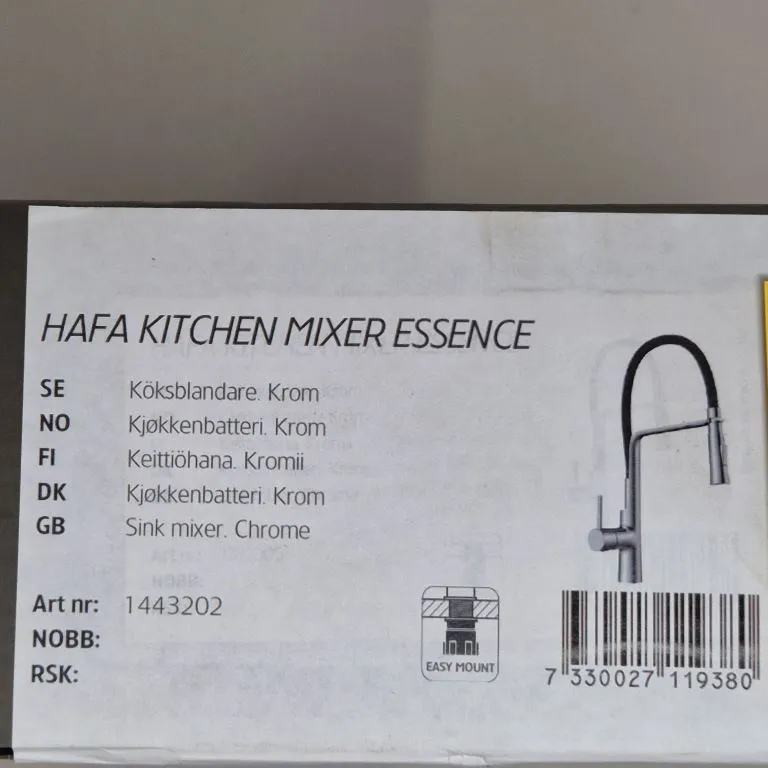 HAFA KITCHEN MIXER ESSENCE
SE Köksblandare. Krom
NO Kjøkkenbatteri. Krom
FI Keittiöhana. Kromii
DK Kjøkkenbatteri. Krom
GB Sink mixer. Chrome
Art nr: 1443202
NOBB:
RSK:
EASY MOUNT
7 330027 119380